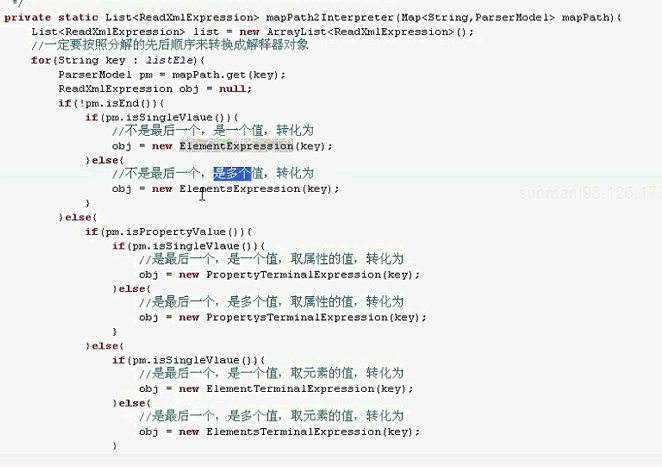 */
private static List<ReadXmlExpression> mapPath2Interpreter(Map<String,ParserModel> mapPath){
List<ReadXmlExpression> list = new ArrayList<ReadXmlExpression>();
//一定要按照分解的先后顺序来转换成解释器对象
for(String key : listEle){
ParserModel pm = mapPath.get(key);
ReadXmlExpression obj = null;
if(!pm.isEnd()){
if(pm.isSingleVlaue()){
//不是最后一个，是一个值，转化为
obj = new ElementExpression(key);
}else{
//不是最后一个，是多个值，转化为
obj = new ElementsExpression(key);
}
}else{
if(pm.isPropertyValue()){
if(pm.isSingleVlaue()){
//是最后一个，是一个值，取属性的值，转化为
obj = new PropertyTerminalExpression(key);
}else{
//是最后一个，是多个值，取属性的值，转化为
obj = new PropertysTerminalExpression(key);
}
}else{
if(pm.isSingleVlaue()){
//是最后一个，是一个值，取元素的值，转化为
obj = new ElementTerminalExpression(key);
}else{
//是最后一个，是多个值，取元素的值，转化为
obj = new ElementsTerminalExpression(key);
}